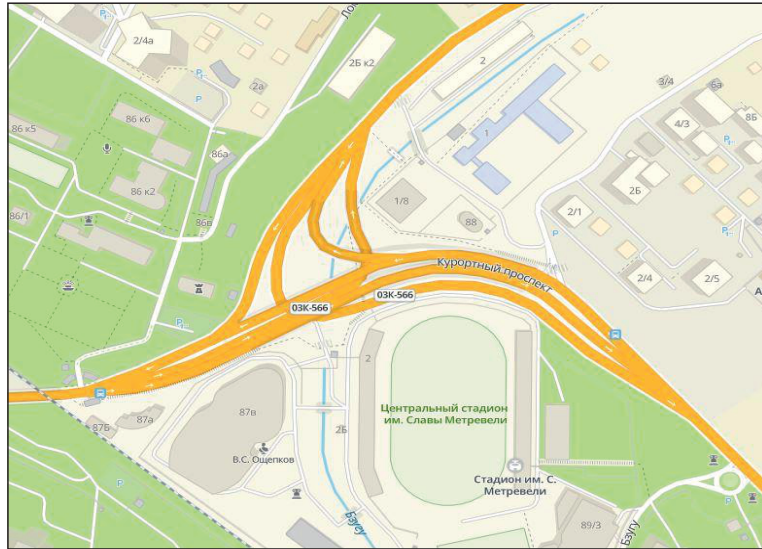 2/4а
2Б к2
2
2а
P
86 к6
86 к5
86а
86 к2
86/1
86в
1
1/8
88
3/4
6а
8Б
4/3
2Б
2/1
2/4
2/5
Курортный проспект
03К-566
03К-566
2
Центральный стадион
им. Славы Метревели
87Б
87а
87в
2Б
В.С. Ощепков
Стадион им. С.
Метревели
Бзугу
89/3
Бзугу